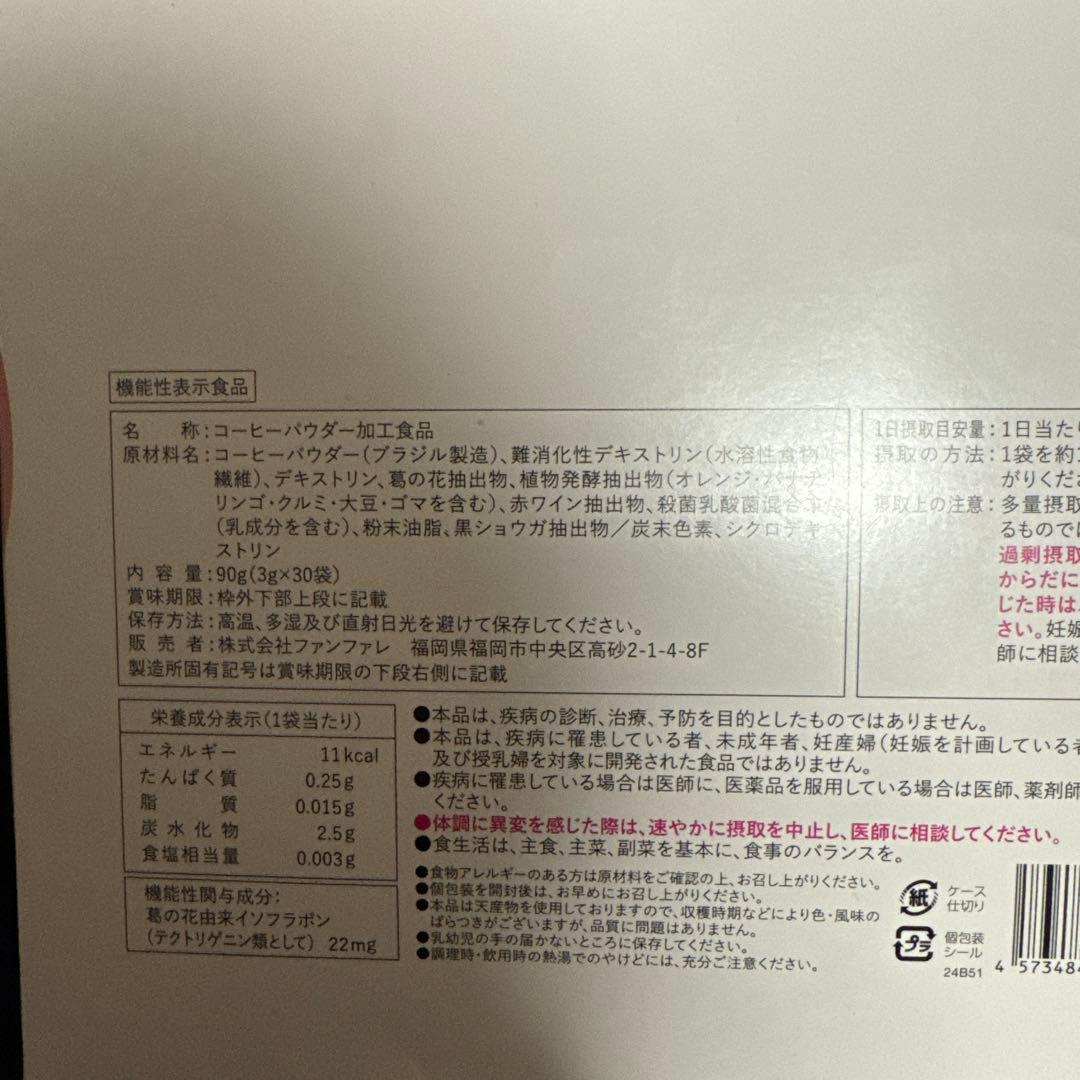 機能性表示食品
名 称:コーヒーパウダー加工食品
原材料名:コーヒーパウダー(ブラジル製造)、難消化性デキストリン(水溶性食物
繊維)、デキストリン、葛の花抽出物、植物発酵抽出物(オレンジ・バナナ・
リンゴ・クルミ・大豆・ゴマを含む)、赤ワイン抽出物、殺菌乳酸菌混合
(乳成分を含む)、粉末油脂、黒ショウガ抽出物/炭末色素、シクロデキ
ストリン
内 容 量:90g(3g×30袋)
賞味期限:枠外下部上段に記載
保存方法:高温、多湿及び直射日光を避けて保存してください。
販 売 者:株式会社ファンファレ 福岡県福岡市中央区高砂2-1-4-8F
製造所固有記号は賞味期限の下段右側に記載
1日摂取目安量:1日当た
摂取の方法:1袋を約
がりくだ
摂取上の注意:多量摂取
るもので
過剰摂取
からだに
じた時は
さい。妊娠
師に相談
栄養成分表示(1袋当たり)
エネルギー 11kcal
たんぱく質 0.25g
脂 質 0.015g
炭水化物 2.5g
食塩相当量 0.003g
機能性関与成分:
葛の花由来イソフラボン
(テクトリゲニン類として) 22mg
●本品は、疾病の診断、治療、予防を目的としたものではありません。
●本品は、疾病に罹患している者、未成年者、妊産婦(妊娠を計画している者
及び授乳婦を対象に開発された食品ではありません。
●疾病に罹患している場合は医師に、医薬品を服用している場合は医師、薬剤師
ください。
●体調に異変を感じた際は、速やかに摂取を中止し、医師に相談してください。
●食生活は、主食、主菜、副菜を基本に、食事のバランスを。
●食物アレルギーのある方は原材料をご確認の上、お召し上がりください。
●個包装を開封後は、お早めにお召し上がりください。
●本品は天産物を使用しておりますので、収穫時期などにより色・風味の
ばらつきがございますが、品質に問題はありません。
●乳幼児の手の届かないところに保存してください。
●調理時・飲用時の熱湯でのやけどには、充分ご注意ください。
紙 ケース
仕切り
プラ 個包装
シール
24B51
4 573484